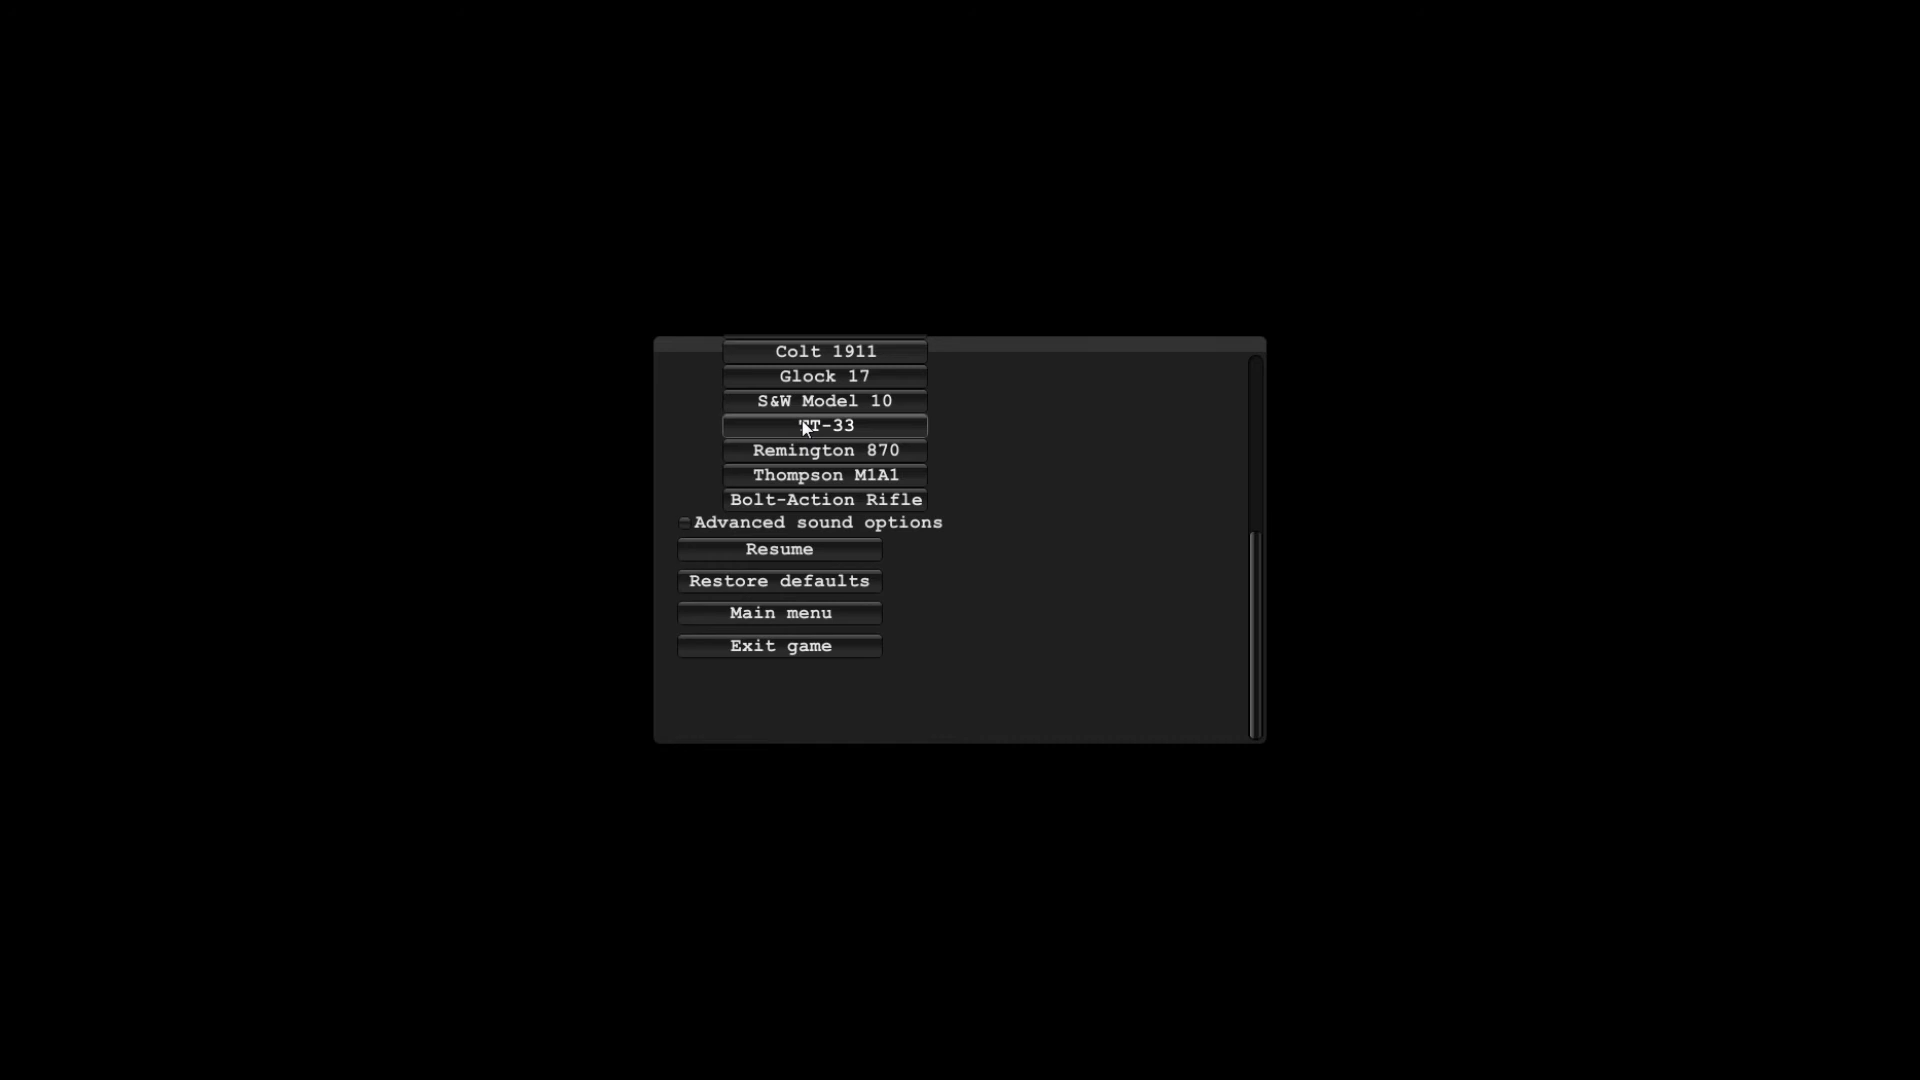 Colt 1911
Glock 17
S&W Model 10
TT-33
Remington 870
Thompson M1A1
Bolt-Action Rifle
Advanced sound options
Resume
Restore defaults
Main menu
Exit game